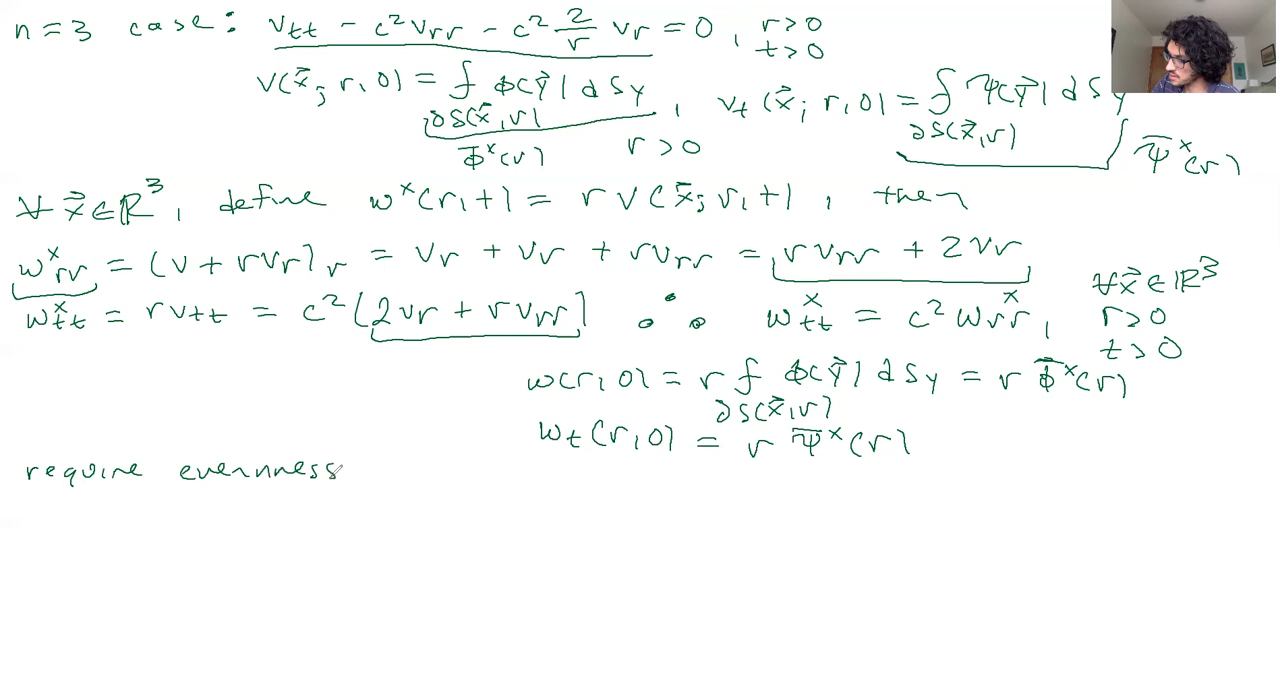 n = 3 case: v_tt - c² v_rr - c² 2/r v_r = 0, r > 0
t > 0
v(x⃗; r, 0) = ⨍ ϕ(y⃗) dS_y, v_t(x⃗; r, 0) = ⨍ ψ(y⃗) dS_y
∂S(x⃗, r) ∂S(x⃗, r)
Φ̄^x(r) r > 0 Ψ̄^x(r)
∀ x⃗ ∈ ℝ³, define w^x(r, t) = r v(x⃗; r, t), then
w^x_rr = (v + r v_r)_r = v_r + v_r + r v_rr = r v_rr + 2 v_r
w^x_tt = r v_tt = c² (2 v_r + r v_rr) ∴ w^x_tt = c² w^x_rr, ∀ x⃗ ∈ ℝ³
r > 0
t > 0
w(r, 0) = r ⨍ ϕ(y⃗) dS_y = r Φ̄^x(r)
∂S(x⃗, r)
w_t(r, 0) = r Ψ̄^x(r)
require evenness